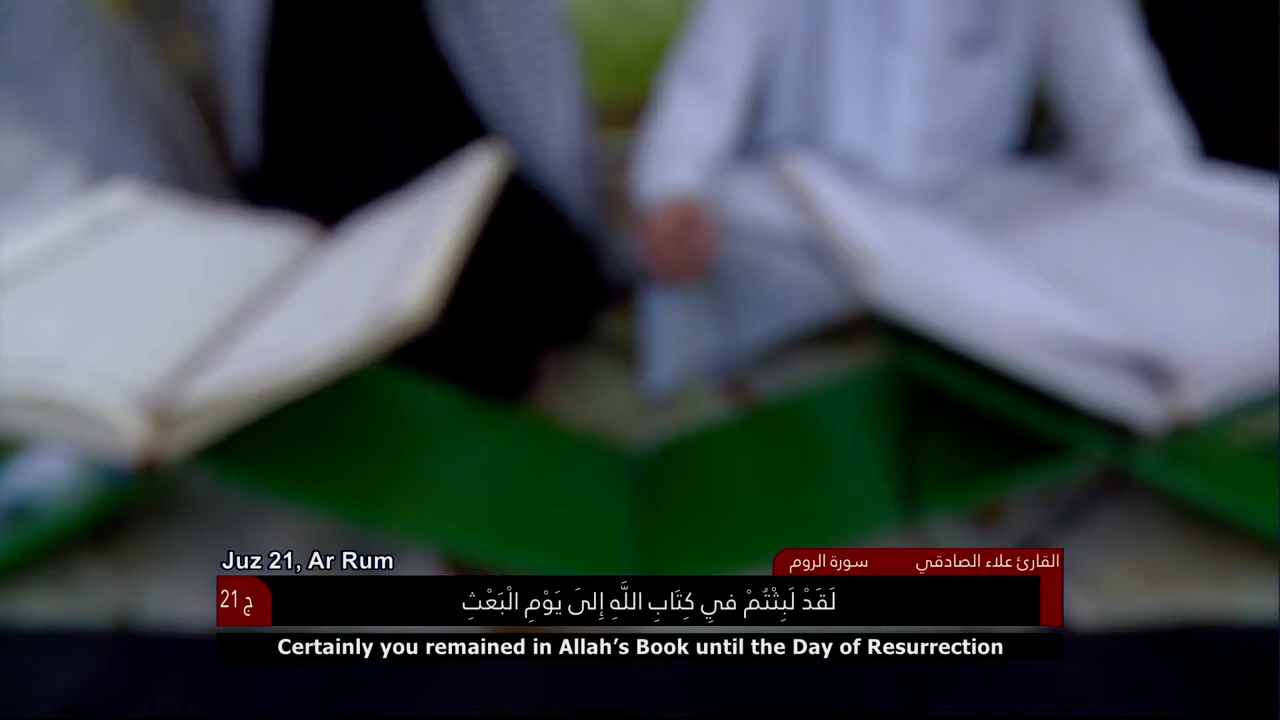 Juz 21, Ar Rum
القارئ علاء الصادقي سورة الروم
ج 21
لَقَدْ لَبِثْتُمْ فِي كِتَابِ اللَّهِ إِلىَ يَوْمِ الْبَعْثِ
Certainly you remained in Allah’s Book until the Day of Resurrection